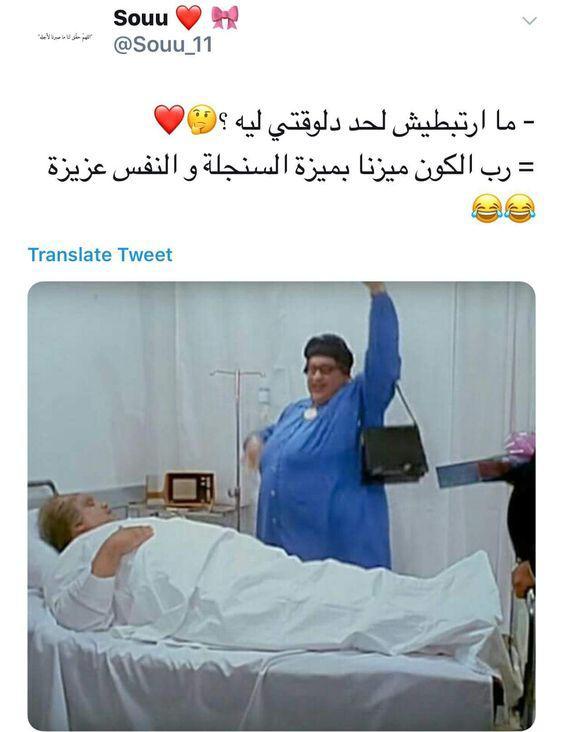 Souu ❤️🎀
@Souu_11
- ما ارتبطيش لحد دلوقتي ليه ؟🤔❤️
= رب الكون ميزنا بميزة السنجلة و النفس عزيزة
😂😂
Translate Tweet